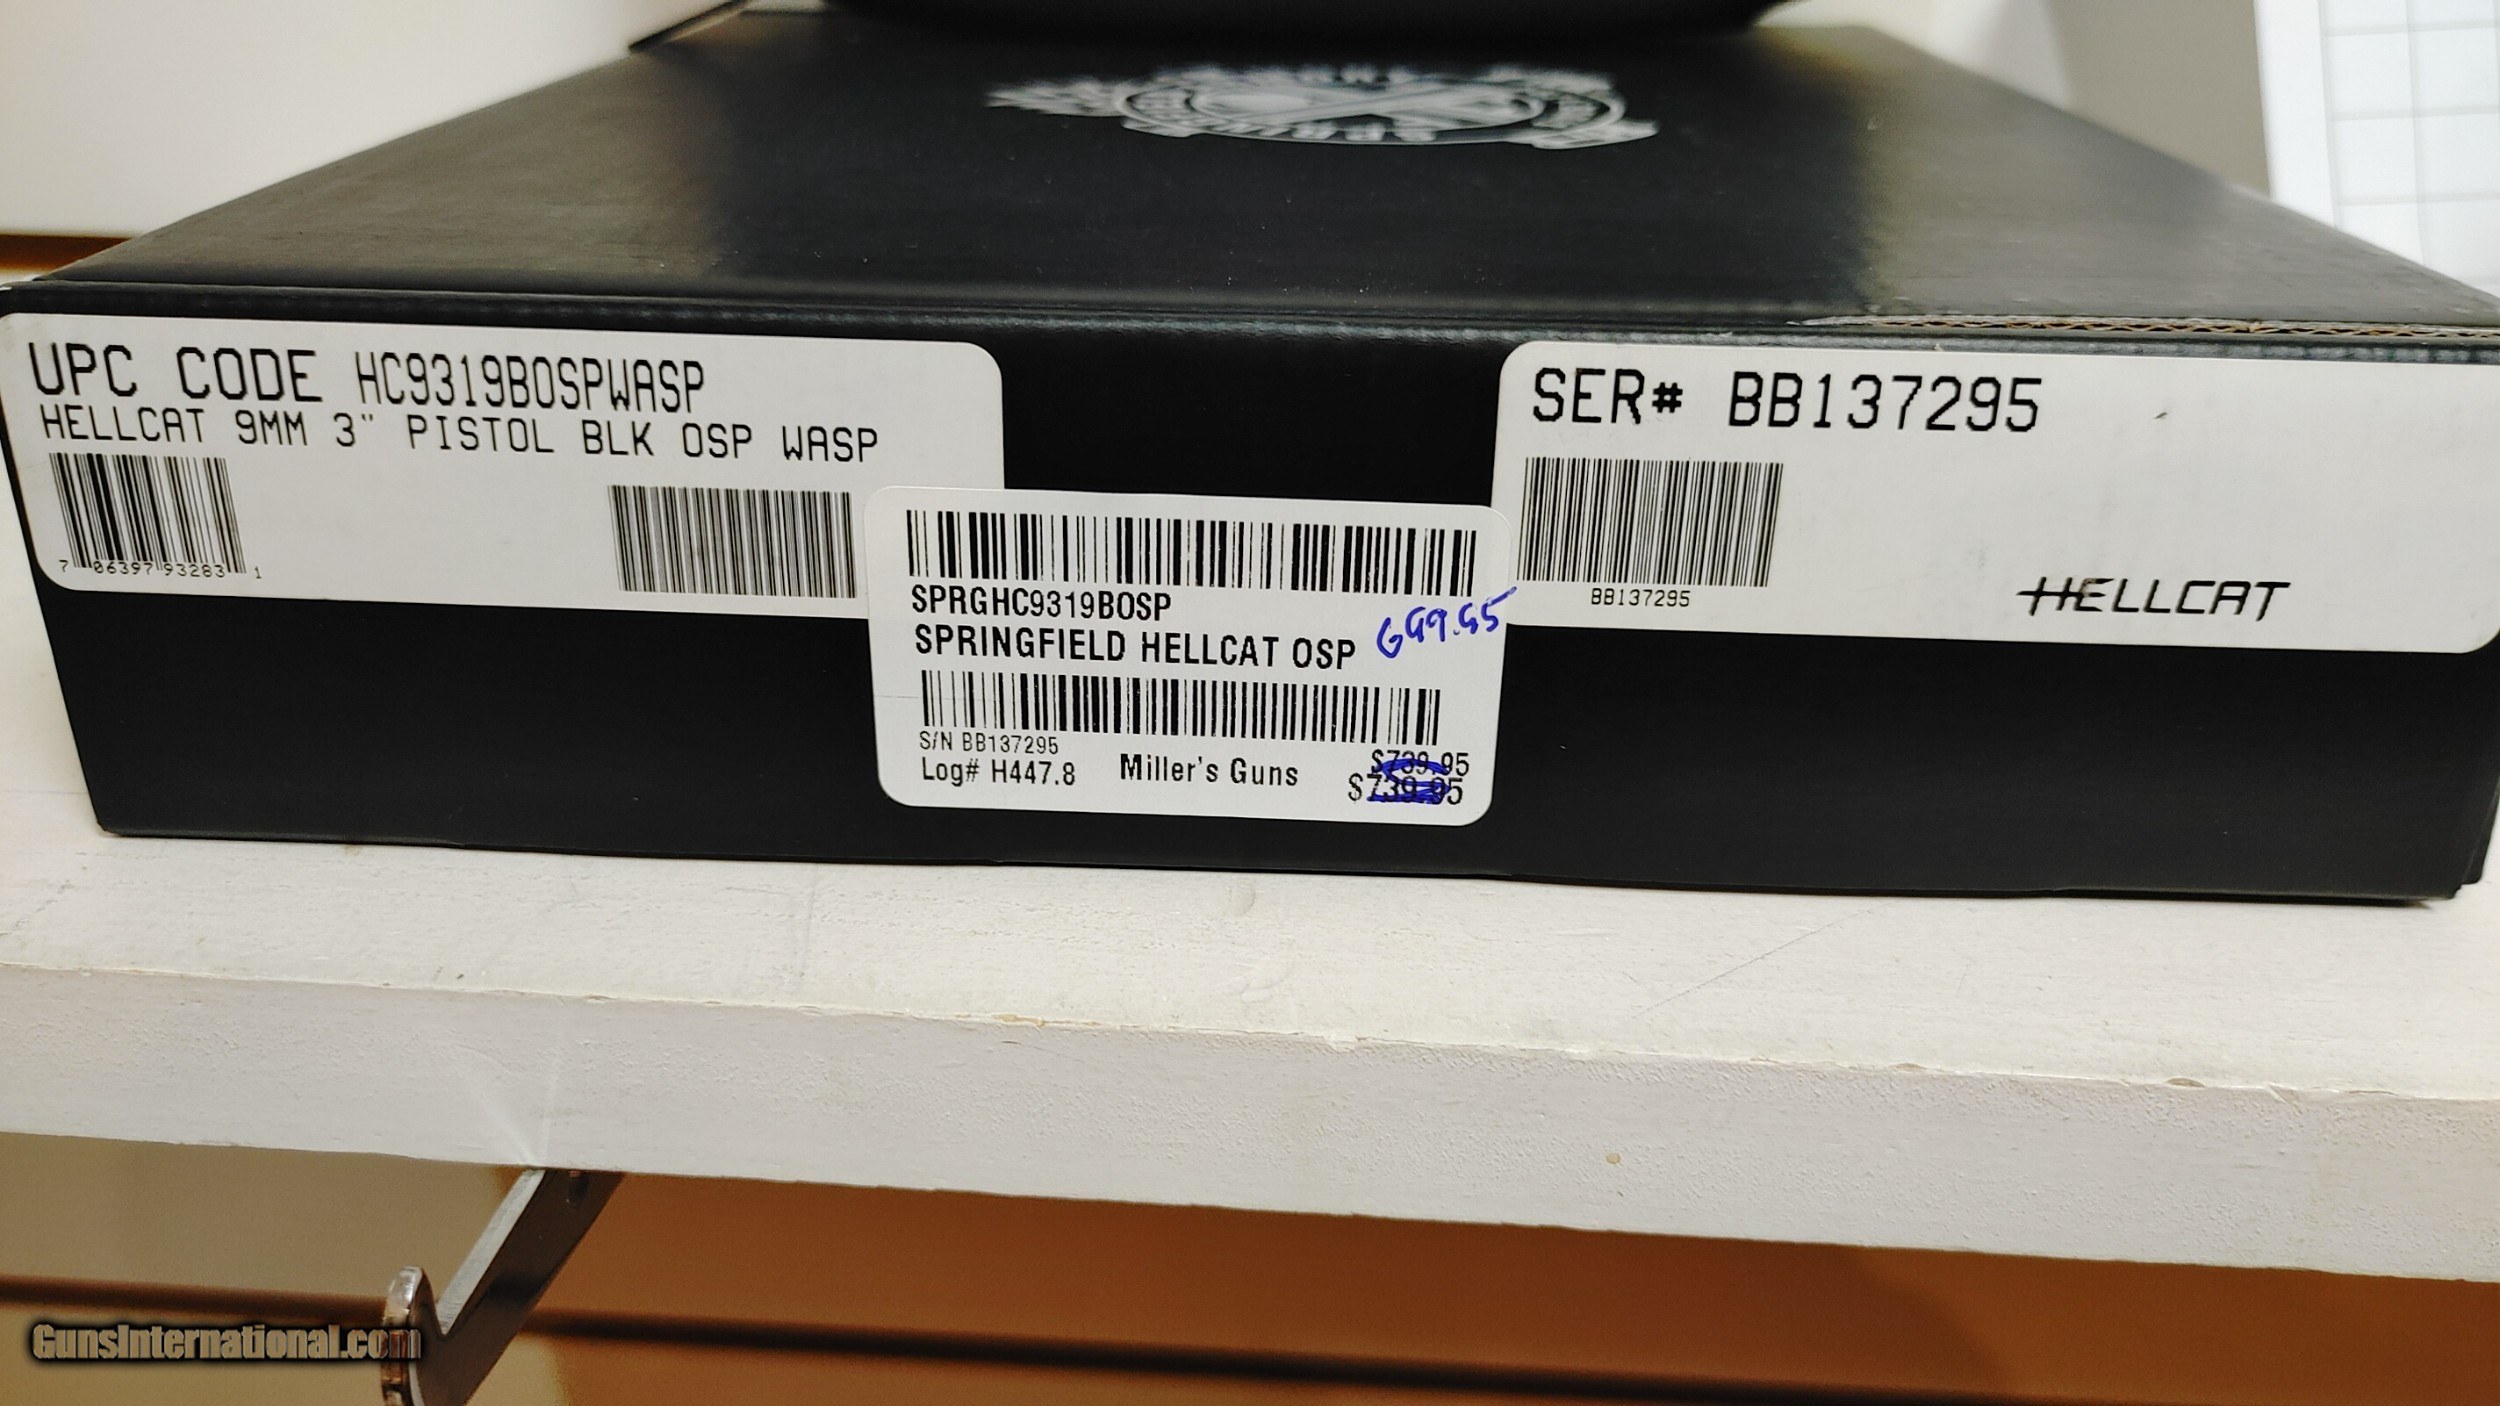 UPC CODE HC9319BOSPWASP
HELLCAT 9MM 3" PISTOL BLK OSP WASP
7 06397 93283 1
SER# BB137295
BB137295
HELLCAT
SPRGHC9319BOSP
SPRINGFIELD HELLCAT OSP
699.95
S/N BB137295
Log# H447.8
Miller's Guns
$739.95
$739.95
GunsInternational.com